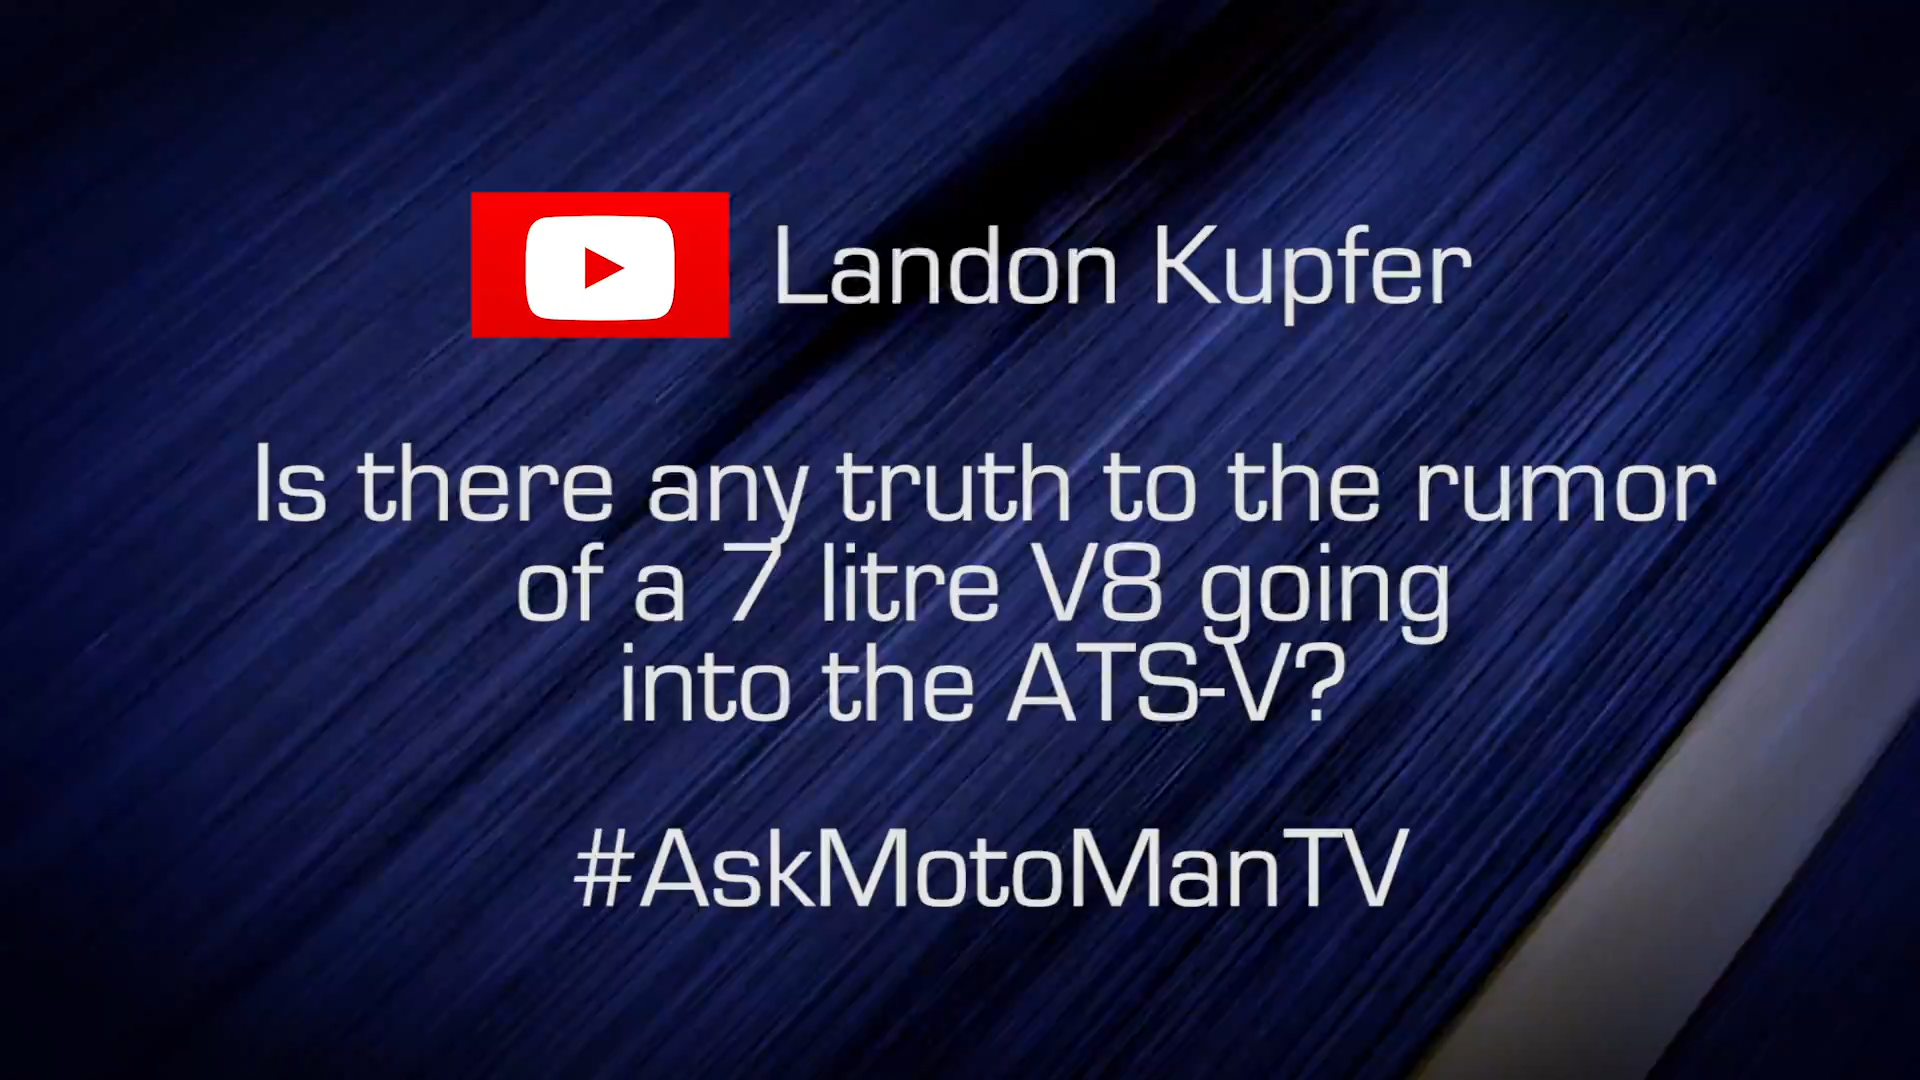 Landon Kupfer
Is there any truth to the rumor
of a 7 litre V8 going
into the ATS-V?
#AskMotoManTV